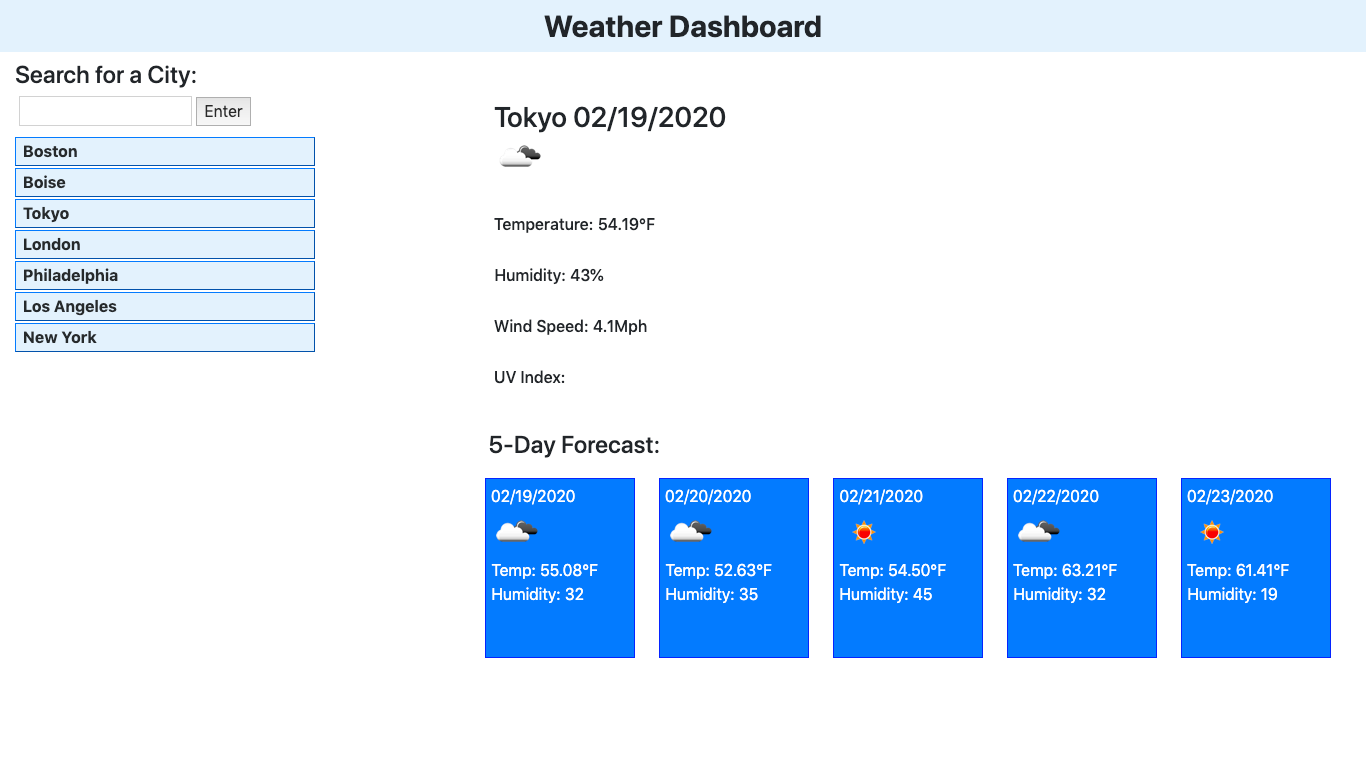 Weather Dashboard
Search for a City:
Enter
Boston
Boise
Tokyo
London
Philadelphia
Los Angeles
New York
Tokyo 02/19/2020
Temperature: 54.19°F
Humidity: 43%
Wind Speed: 4.1Mph
UV Index:
5-Day Forecast:
02/19/2020
Temp: 55.08°F
Humidity: 32
02/20/2020
Temp: 52.63°F
Humidity: 35
02/21/2020
Temp: 54.50°F
Humidity: 45
02/22/2020
Temp: 63.21°F
Humidity: 32
02/23/2020
Temp: 61.41°F
Humidity: 19